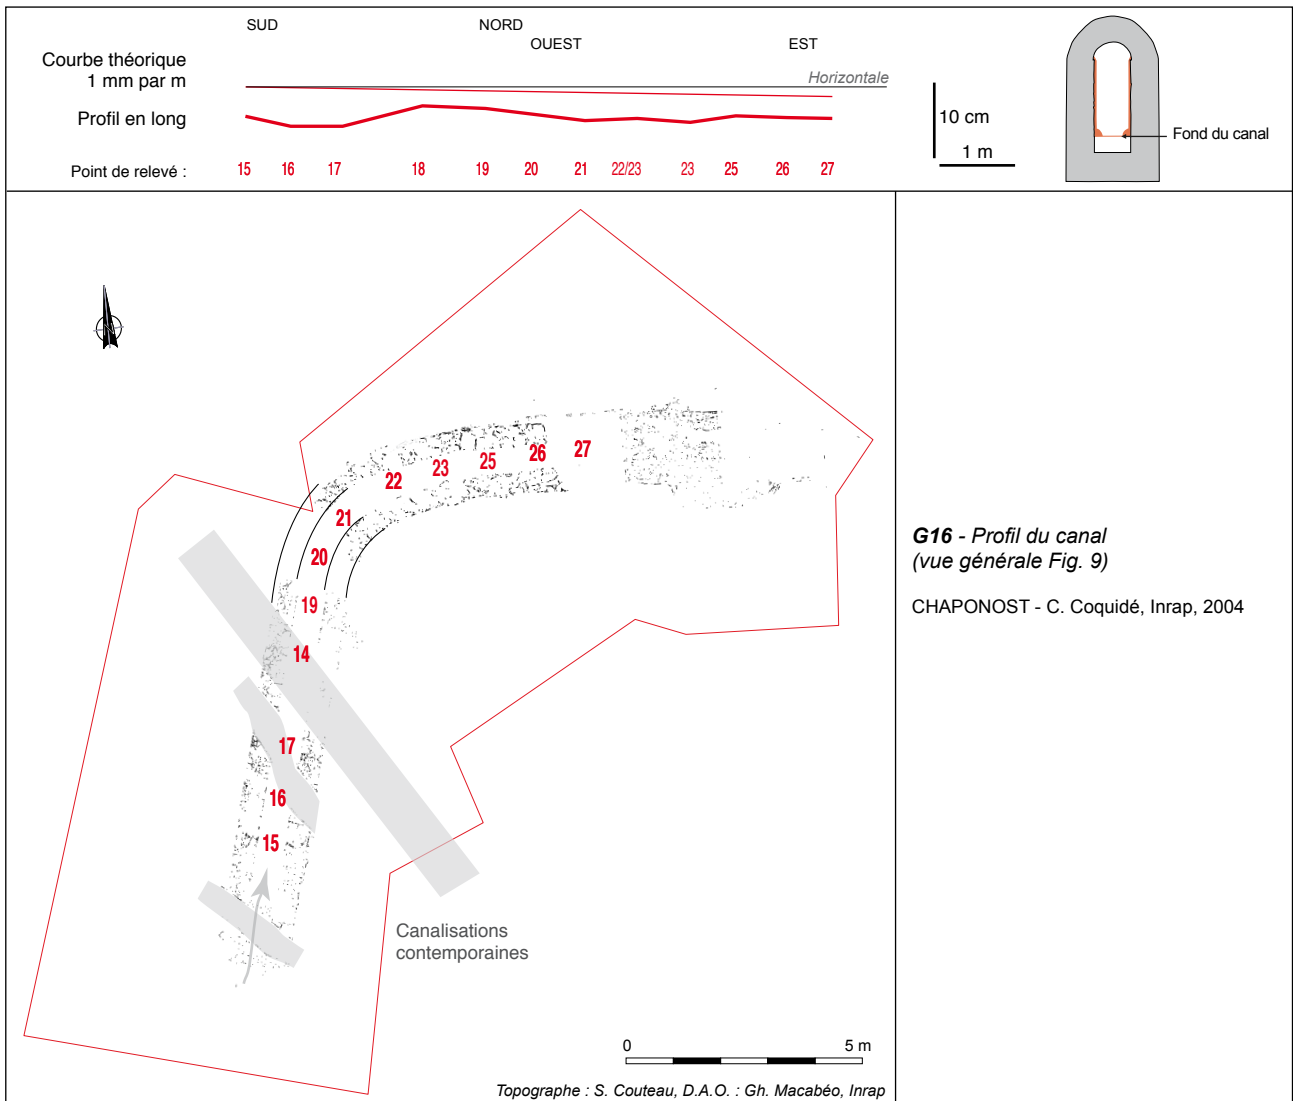 SUD
NORD
OUEST
EST
Courbe théorique
1 mm par m
Horizontale
Profil en long
Point de relevé :
15 16 17 18 19 20 21 22/23 23 25 26 27
10 cm
1 m
Fond du canal
22 23 25 26 27
21
20
19
14
17
16
15
Canalisations
contemporaines
0 5 m
Topographe : S. Couteau, D.A.O. : Gh. Macabéo, Inrap
G16 - Profil du canal
(vue générale Fig. 9)
CHAPONOST - C. Coquidé, Inrap, 2004